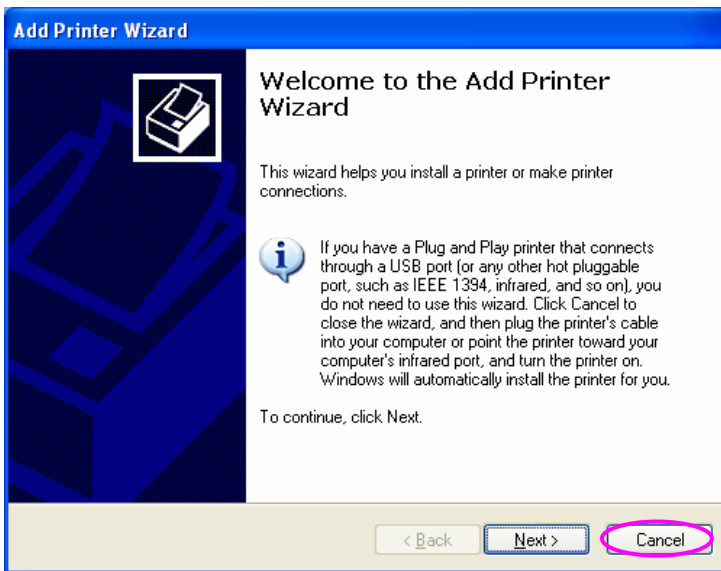 Add Printer Wizard
Welcome to the Add Printer
Wizard
This wizard helps you install a printer or make printer
connections.
i
If you have a Plug and Play printer that connects
through a USB port (or any other hot pluggable
port, such as IEEE 1394, infrared, and so on), you
do not need to use this wizard. Click Cancel to
close the wizard, and then plug the printer's cable
into your computer or point the printer toward your
computer's infrared port, and turn the printer on.
Windows will automatically install the printer for you.
To continue, click Next.
< Back
Next >
Cancel